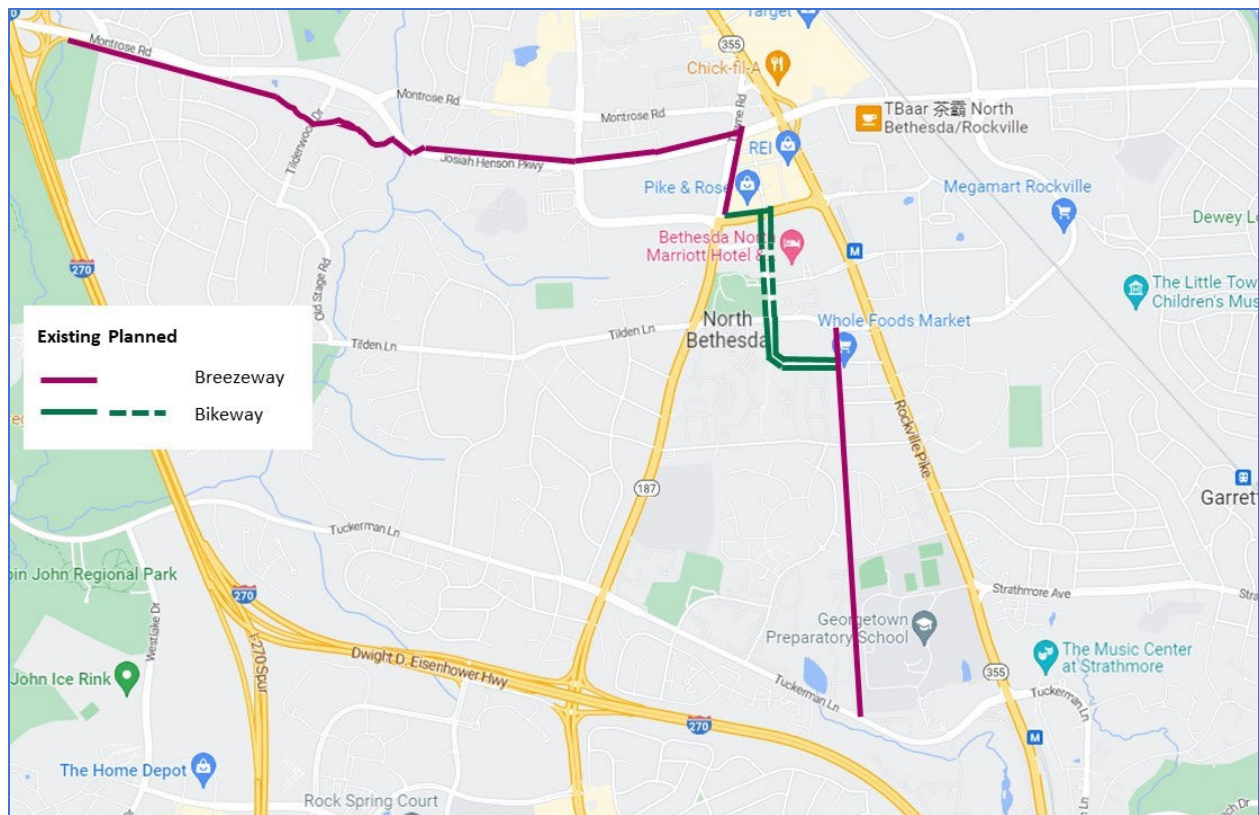 Montrose Rd
355
Target
Chick-fil-A
Montrose Rd
Montrose Rd
TBaar 茶霸 North
Bethesda/Rockville
Tilderwood Dr
Josiah Henson Pkwy
REI
Pike & Rose
Megamart Rockville
Dewey
Bethesda North
Marriott Hotel &
M
270
Old Stage Rd
The Little Tow
Children's Mus
Existing Planned
Breezeway
Bikeway
Tilden Ln
North
Bethesda
Tilden Ln
Whole Foods Market
Rockville Pike
187
Garret
Tuckerman Ln
bin John Regional Park
270
Strathmore Ave
Stra
Georgetown
Preparatory School
Westlake Dr
I-270 Spur
Dwight D. Eisenhower Hwy
The Music Center
at Strathmore
John Ice Rink
355
Tuckerman Ln
Tuckerman Ln
270
M
The Home Depot
Rock Spring Court